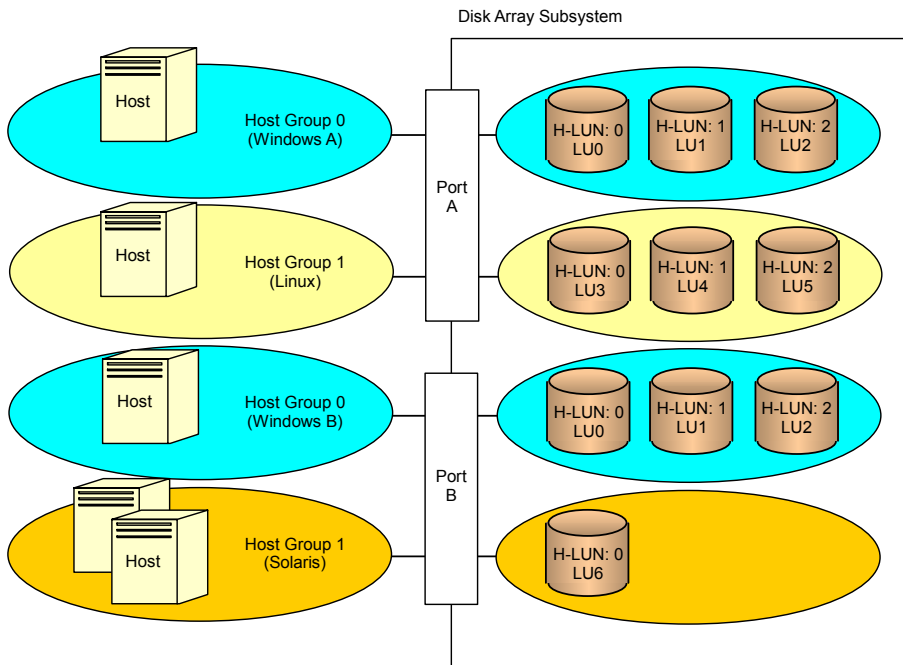 Disk Array Subsystem
Host
Host Group 0
(Windows A)
H-LUN: 0
LU0
H-LUN: 1
LU1
H-LUN: 2
LU2
Port
A
Host
Host Group 1
(Linux)
H-LUN: 0
LU3
H-LUN: 1
LU4
H-LUN: 2
LU5
Host
Host Group 0
(Windows B)
H-LUN: 0
LU0
H-LUN: 1
LU1
H-LUN: 2
LU2
Port
B
Host
Host Group 1
(Solaris)
H-LUN: 0
LU6